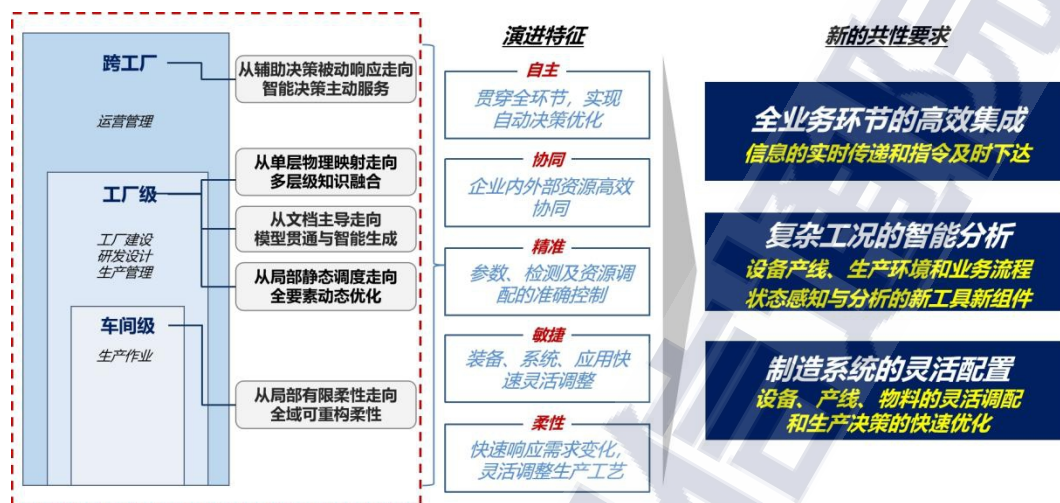 跨工厂
运营管理
工厂级
工厂建设
研发设计
生产管理
车间级
生产作业
从辅助决策被动响应走向
智能决策主动服务
从单层物理映射走向
多层级知识融合
从文档主导走向
模型贯通与智能生成
从局部静态调度走向
全要素动态优化
从局部有限柔性走向
全域可重构柔性
演进特征
自主
贯穿全环节，实现
自动决策优化
协同
企业内外部资源高效
协同
精准
参数、检测及资源调
配的准确控制
敏捷
装备、系统、应用快
速灵活调整
柔性
快速响应需求变化，
灵活调整生产工艺
新的共性要求
全业务环节的高效集成
信息的实时传递和指令及时下达
复杂工况的智能分析
设备产线、生产环境和业务流程
状态感知与分析的新工具新组件
制造系统的灵活配置
设备、产线、物料的灵活调配
和生产决策的快速优化